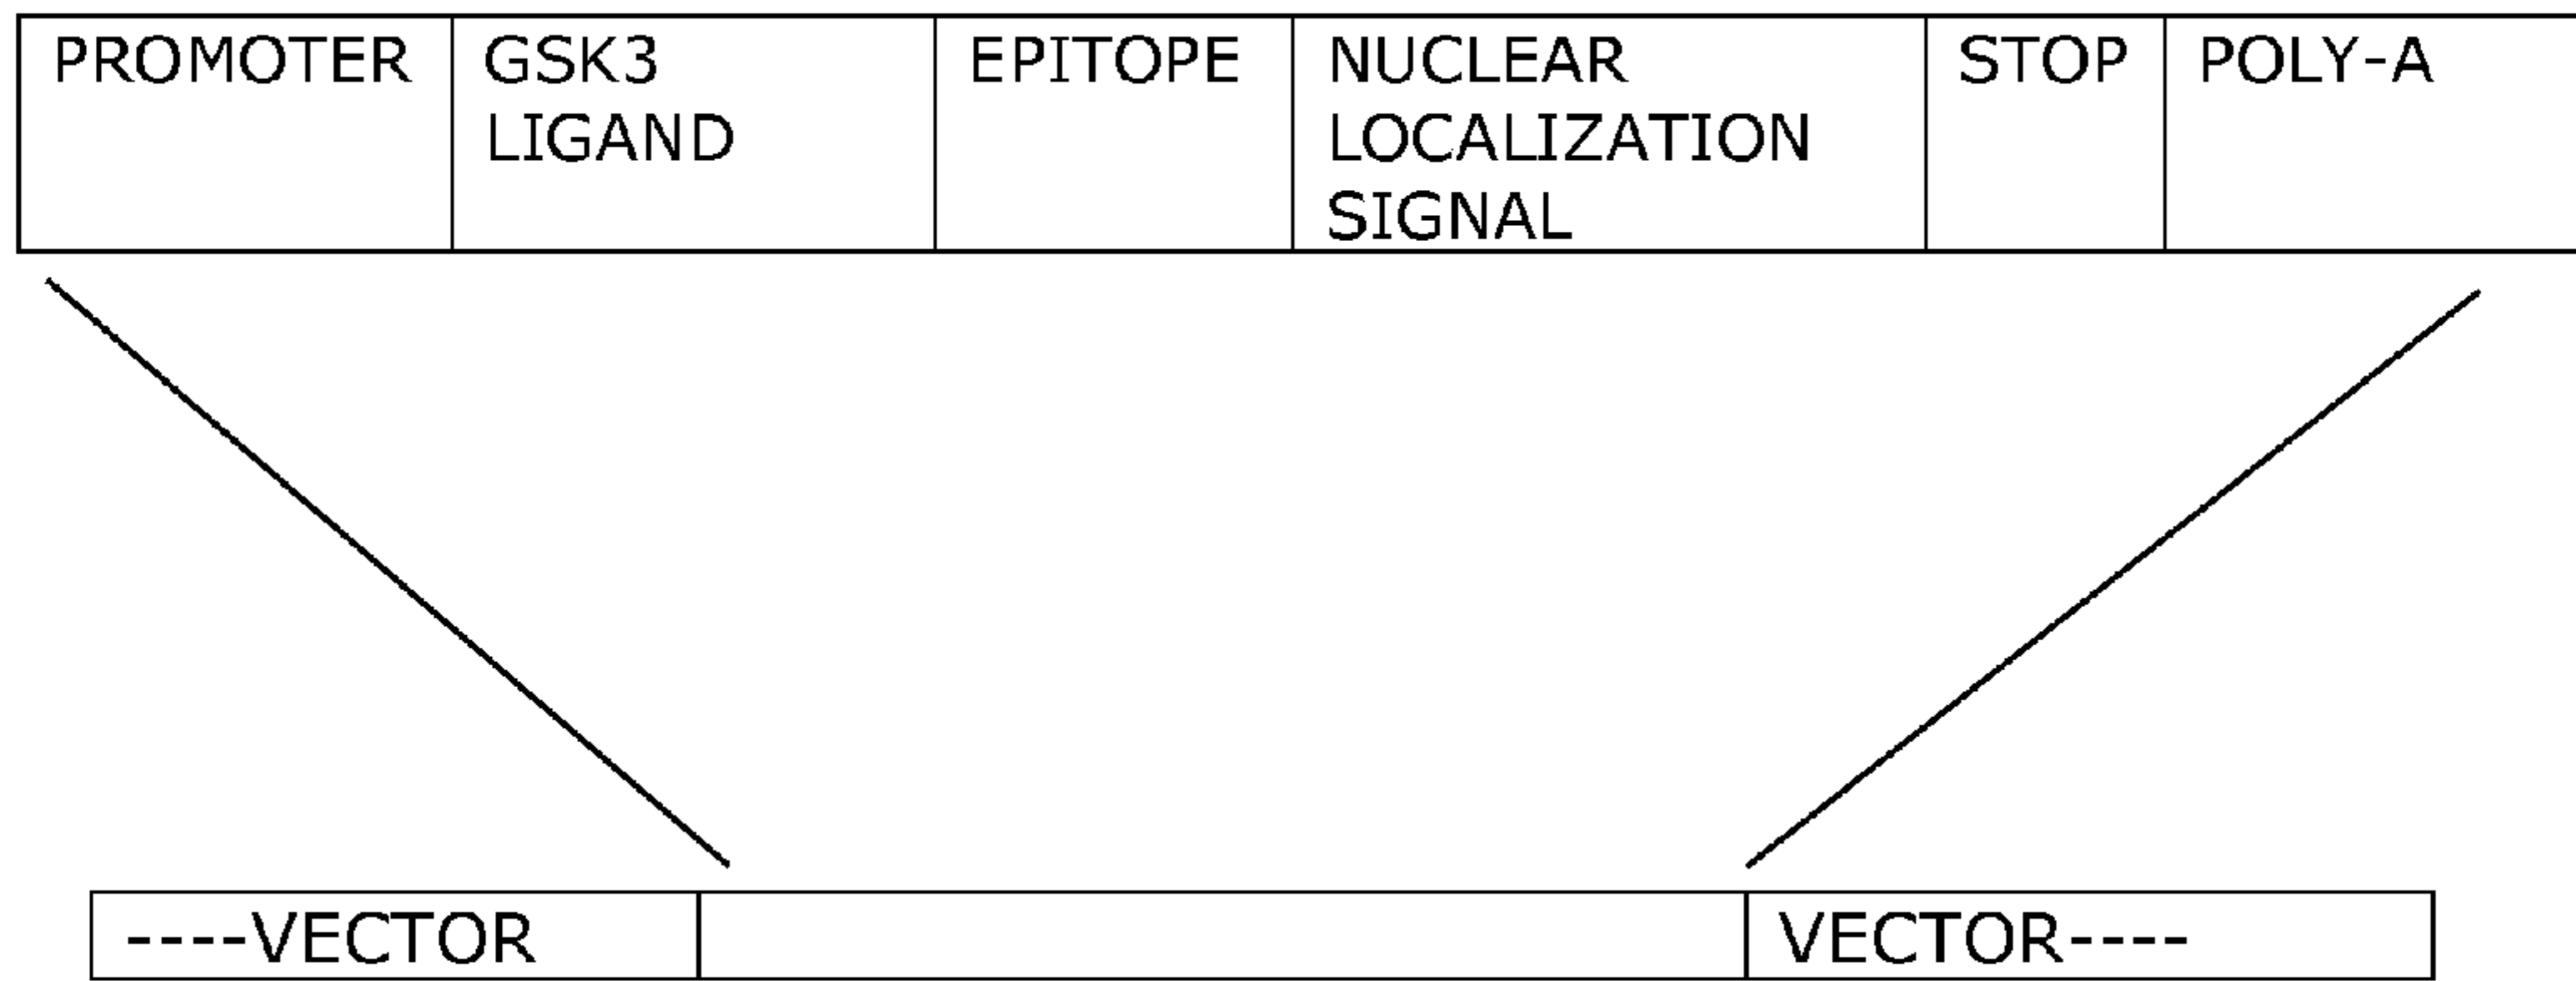 PROMOTER
GSK3
LIGAND
EPITOPE
NUCLEAR
LOCALIZATION
SIGNAL
STOP
POLY-A
----VECTOR
VECTOR----